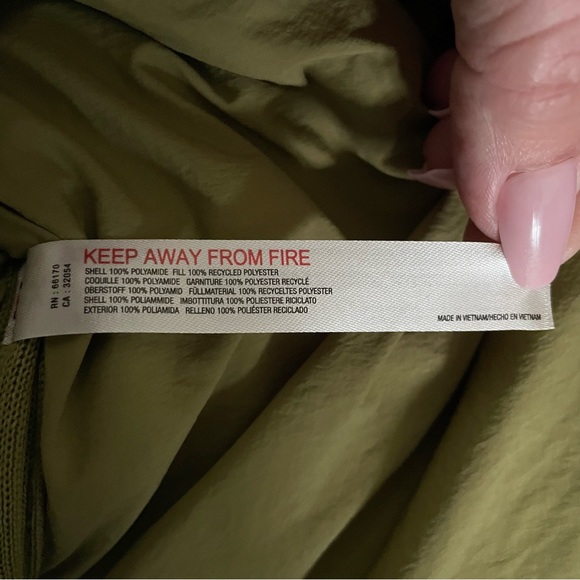 RN : 66170
CA : 32054
KEEP AWAY FROM FIRE
SHELL 100% POLYAMIDE FILL 100% RECYCLED POLYESTER
COQUILLE 100% POLYAMIDE GARNITURE 100% POLYESTER RECYCLÉ
OBERSTOFF 100% POLYAMID FÜLLMATERIAL 100% RECYCELTES POLYESTER
SHELL 100% POLIAMMIDE IMBOTTITURA 100% POLIESTERE RICICLATO
EXTERIOR 100% POLIAMIDA RELLENO 100% POLIÉSTER RECICLADO
MADE IN VIETNAM/HECHO EN VIETNAM